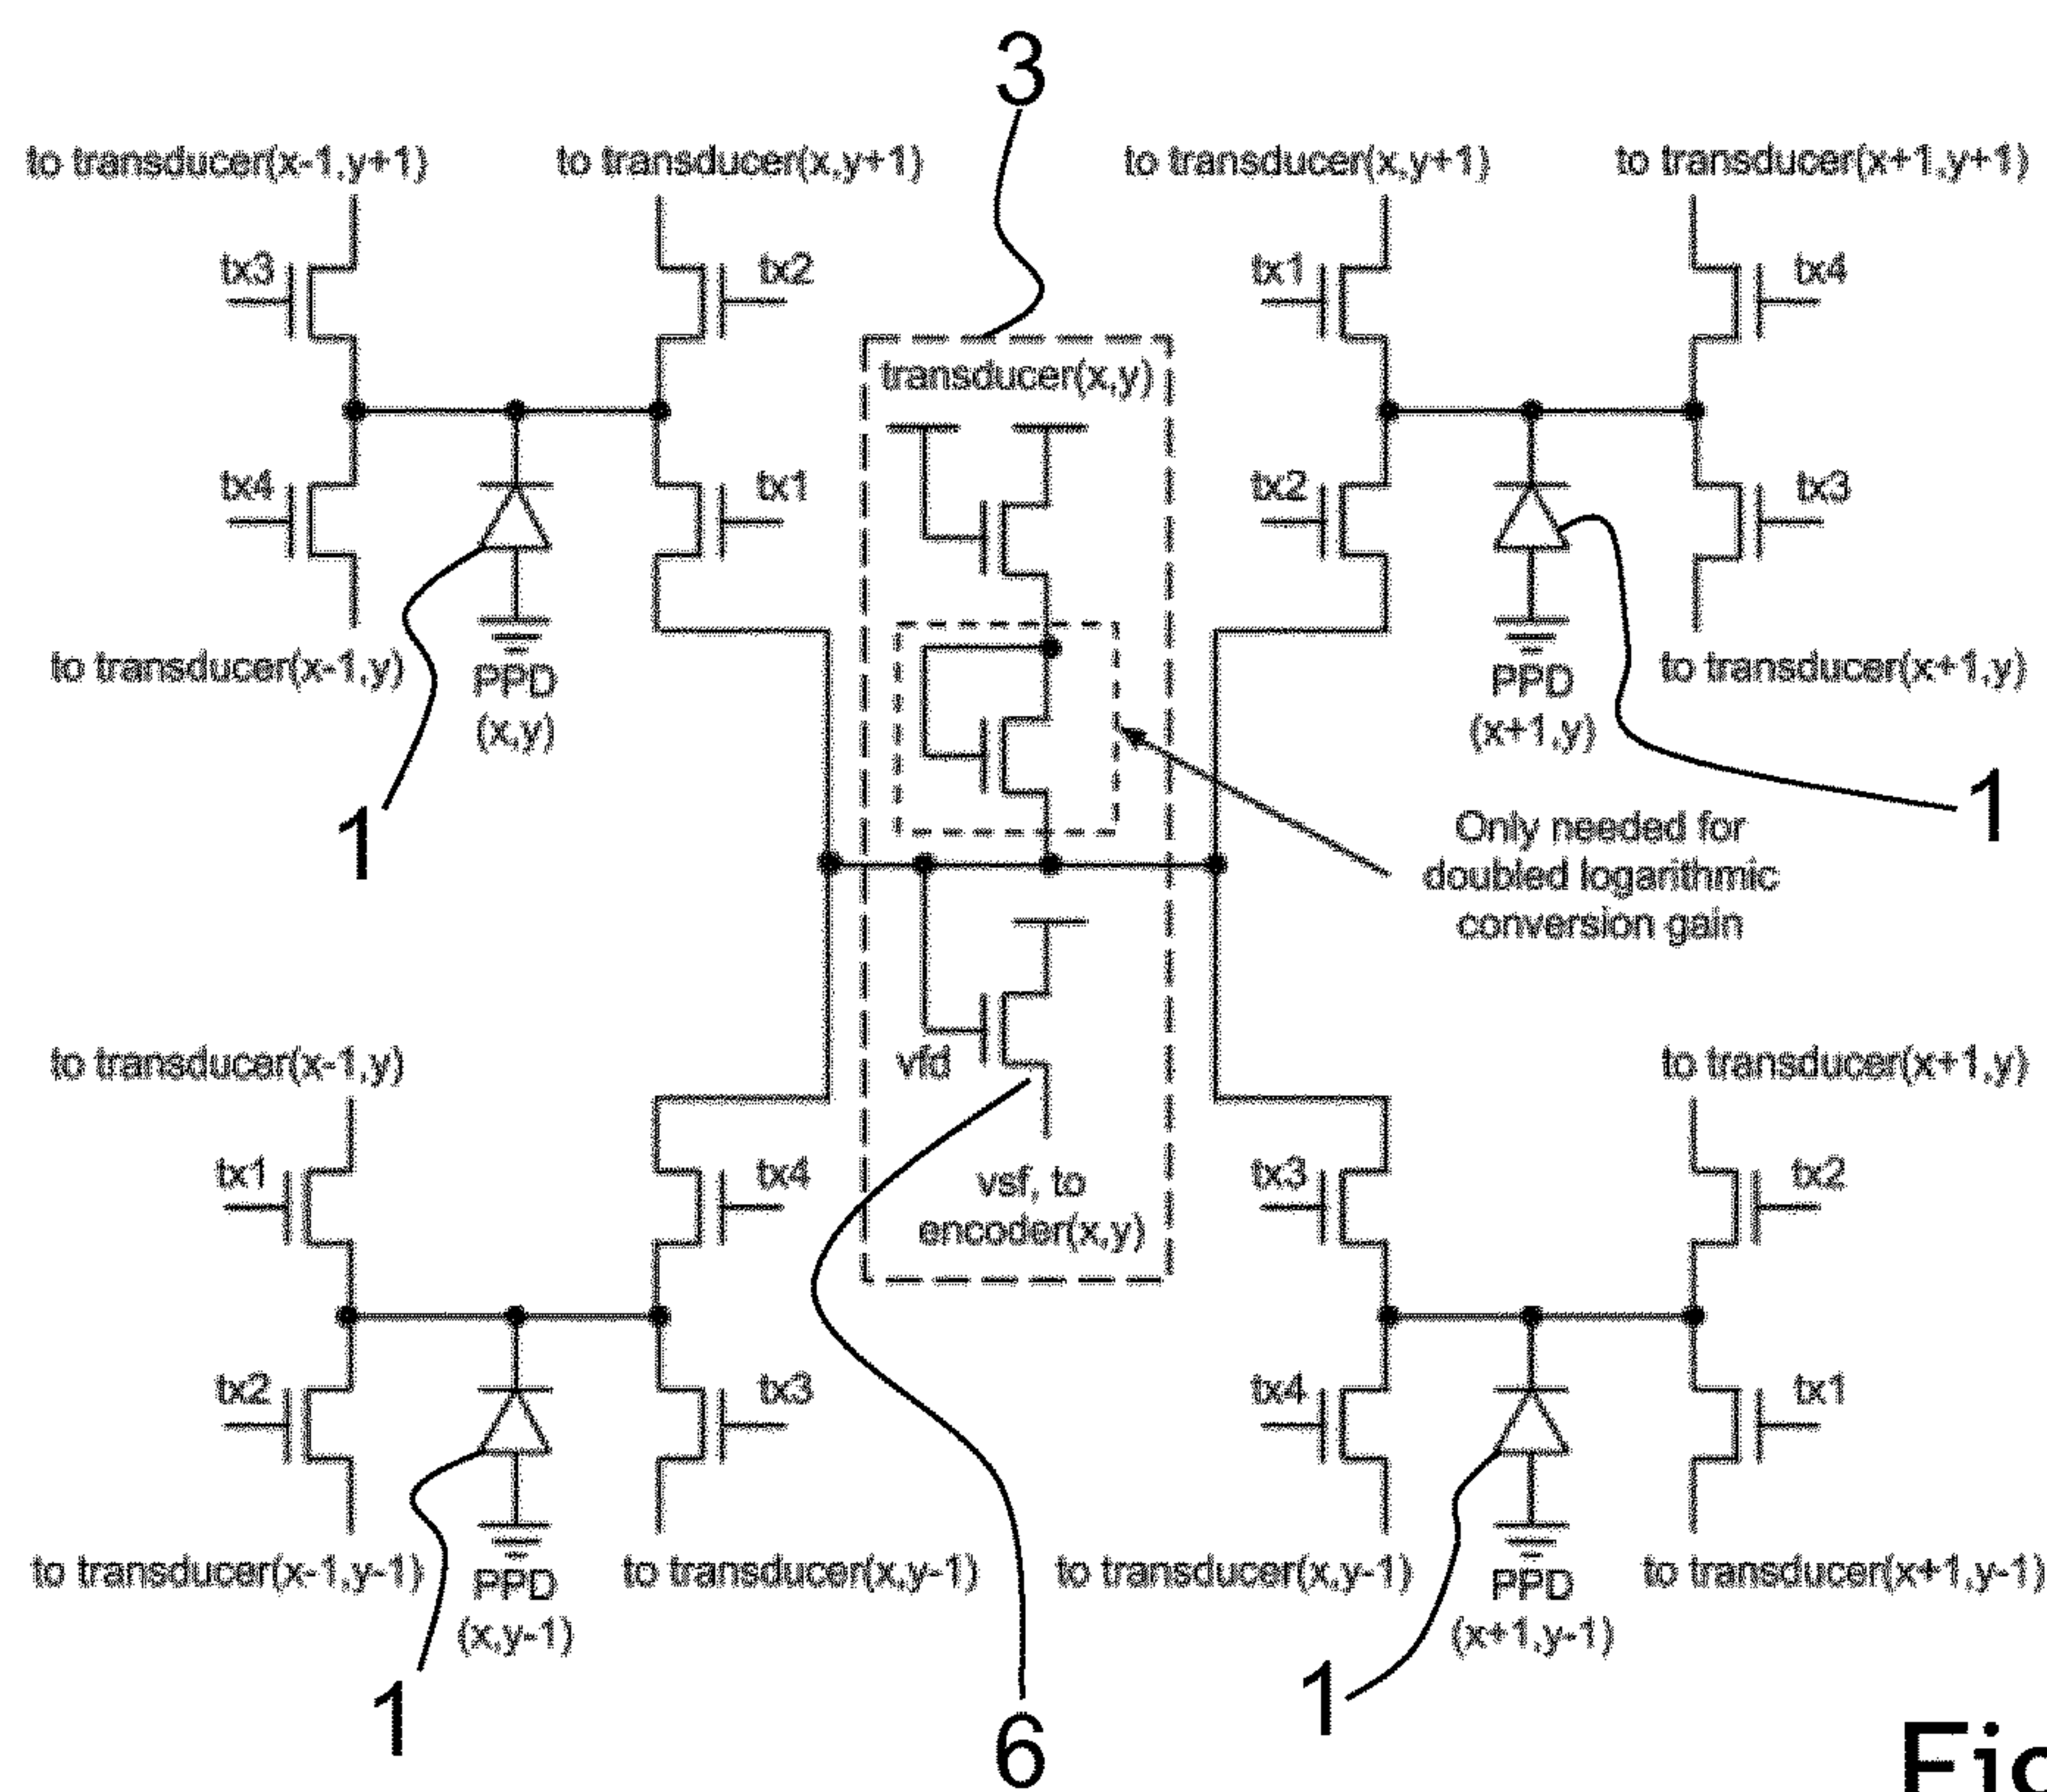 3
to transducer(x-1,y+1)
to transducer(x,y+1)
to transducer(x,y+1)
to transducer(x+1,y+1)
tx3
tx2
tx1
tx4
transducer(x,y)
tx4
tx1
tx2
tx3
to transducer(x-1,y)
PPD
(x,y)
PPD
(x+1,y)
to transducer(x+1,y)
1
1
Only needed for
doubled logarithmic
conversion gain
vfd
to transducer(x-1,y)
to transducer(x+1,y)
tx1
tx4
vsf, to
encoder(x,y)
tx3
tx2
tx2
tx3
tx4
tx1
to transducer(x-1,y-1)
PPD
(x,y-1)
to transducer(x,y-1)
to transducer(x,y-1)
PPD
(x+1,y-1)
to transducer(x+1,y-1)
1
6
1